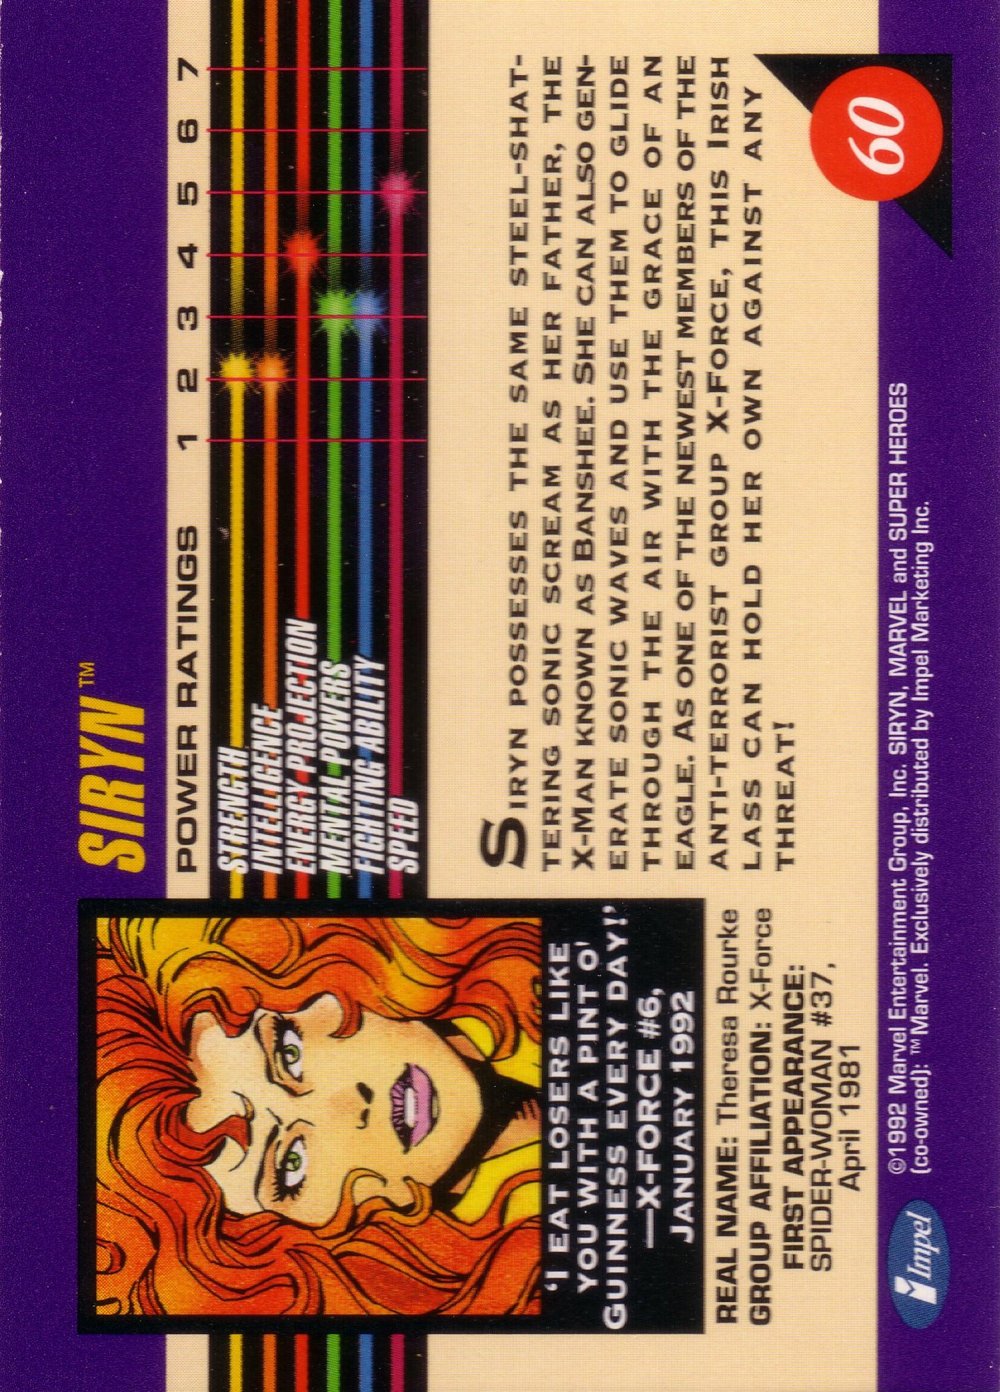 SIRYN™
POWER RATINGS 1 2 3 4 5 6 7
STRENGTH
INTELLIGENCE
ENERGY PROJECTION
MENTAL POWERS
FIGHTING ABILITY
SPEED
'I EAT LOSERS LIKE
YOU WITH A PINT O'
GUINNESS EVERY DAY!'
—X-FORCE #6,
JANUARY 1992
REAL NAME: Theresa Rourke
GROUP AFFILIATION: X-Force
FIRST APPEARANCE:
SPIDER-WOMAN #37,
April 1981
SIRYN POSSESSES THE SAME STEEL-SHAT-
TERING SONIC SCREAM AS HER FATHER, THE
X-MAN KNOWN AS BANSHEE. SHE CAN ALSO GEN-
ERATE SONIC WAVES AND USE THEM TO GLIDE
THROUGH THE AIR WITH THE GRACE OF AN
EAGLE. AS ONE OF THE NEWEST MEMBERS OF THE
ANTI-TERRORIST GROUP X-FORCE, THIS IRISH
LASS CAN HOLD HER OWN AGAINST ANY
THREAT!
60
Impel
©1992 Marvel Entertainment Group, Inc. SIRYN, MARVEL and SUPER HEROES
(co-owned): ™Marvel. Exclusively distributed by Impel Marketing Inc.